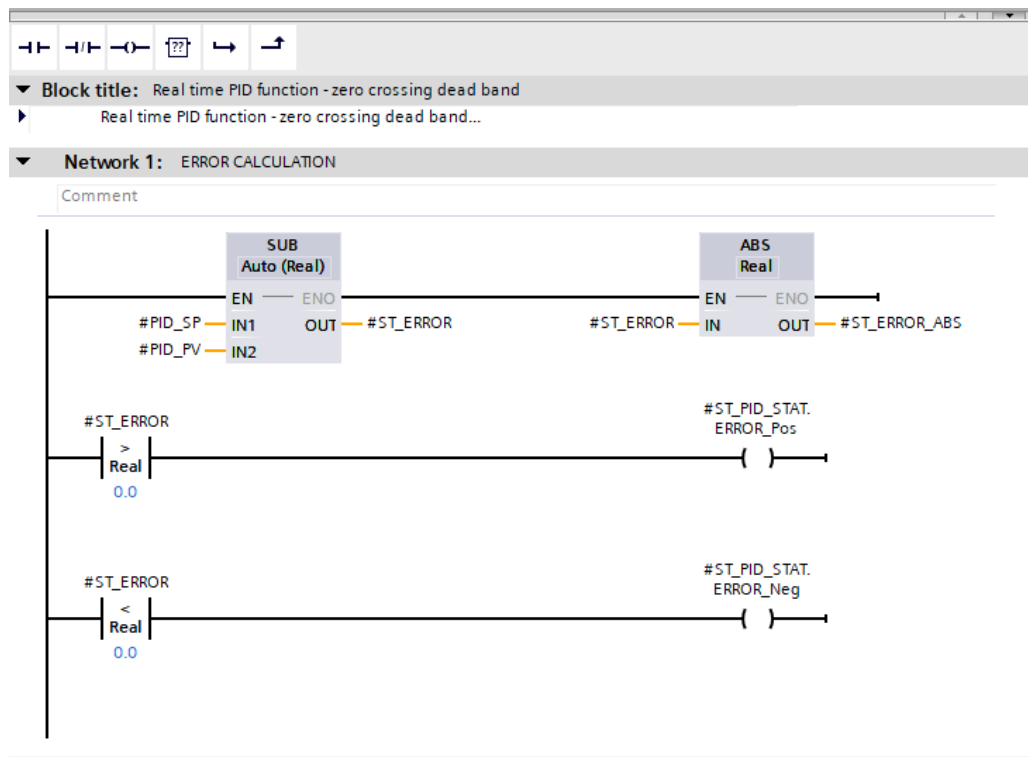 ??
Block title: Real time PID function - zero crossing dead band
Real time PID function - zero crossing dead band...
Network 1: ERROR CALCULATION
Comment
SUB
Auto (Real)
ABS
Real
EN ENO
EN ENO
#PID_SP IN1 OUT #ST_ERROR
#ST_ERROR IN OUT #ST_ERROR_ABS
#PID_PV IN2
#ST_ERROR
#ST_PID_STAT.
ERROR_Pos
>
Real
( )
0.0
#ST_ERROR
#ST_PID_STAT.
ERROR_Neg
<
Real
( )
0.0